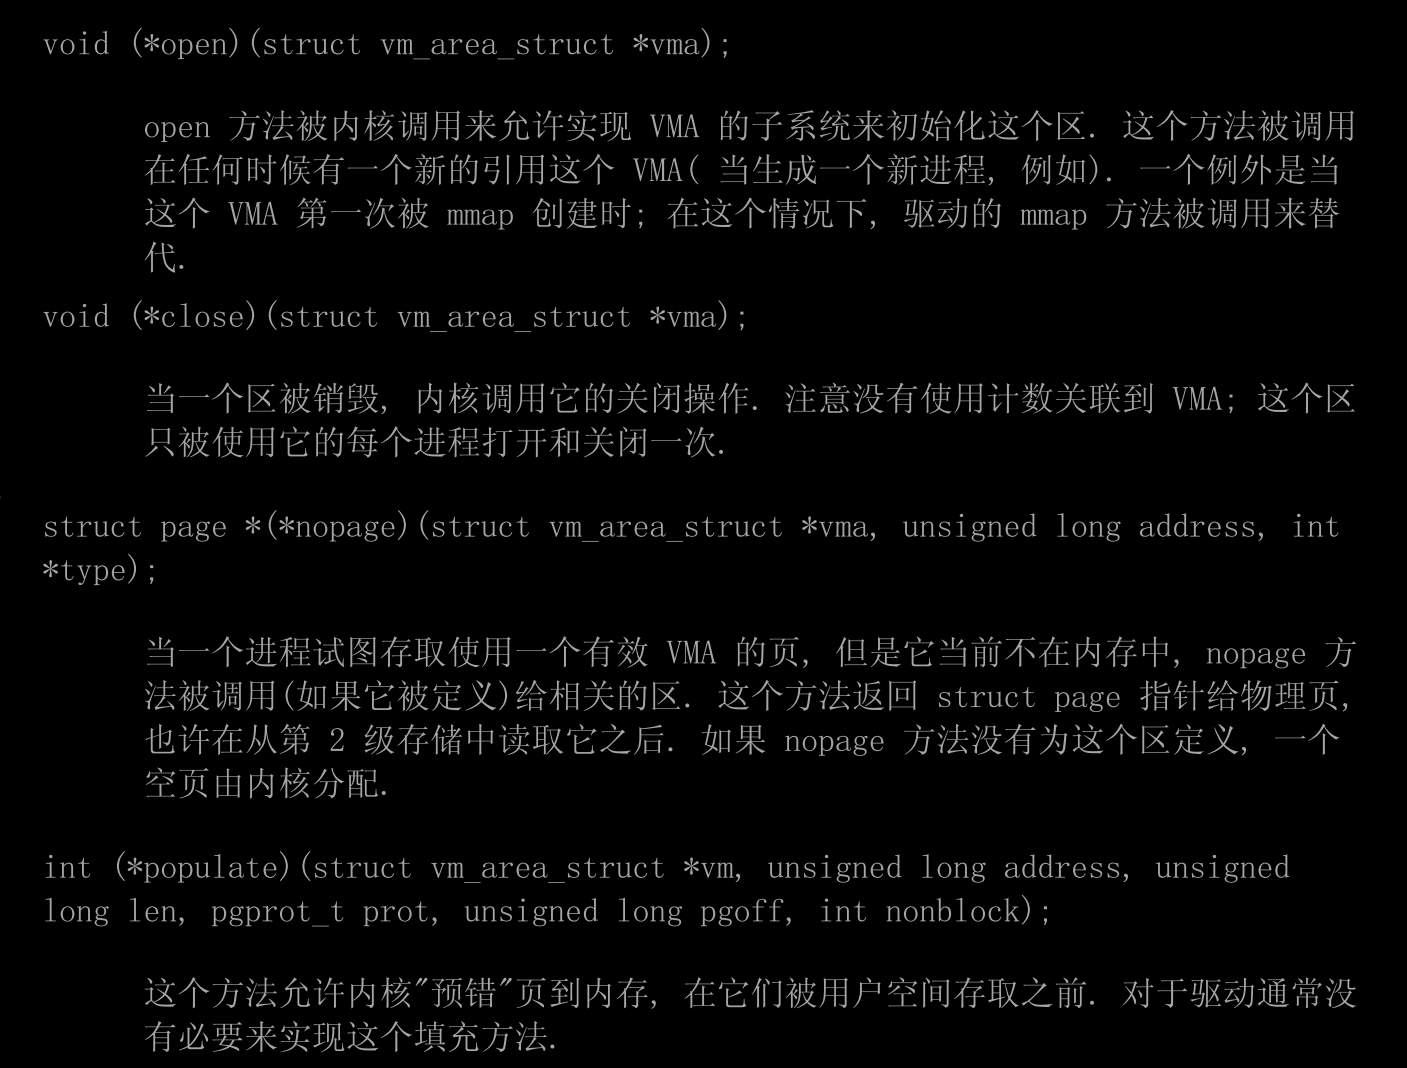 void (*open)(struct vm_area_struct *vma);
open 方法被内核调用来允许实现 VMA 的子系统来初始化这个区. 这个方法被调用
在任何时候有一个新的引用这个 VMA( 当生成一个新进程, 例如). 一个例外是当
这个 VMA 第一次被 mmap 创建时; 在这个情况下, 驱动的 mmap 方法被调用来替
代.
void (*close)(struct vm_area_struct *vma);
当一个区被销毁, 内核调用它的关闭操作. 注意没有使用计数关联到 VMA; 这个区
只被使用它的每个进程打开和关闭一次.
struct page *(*nopage)(struct vm_area_struct *vma, unsigned long address, int
*type);
当一个进程试图存取使用一个有效 VMA 的页, 但是它当前不在内存中, nopage 方
法被调用(如果它被定义)给相关的区. 这个方法返回 struct page 指针给物理页,
也许在从第 2 级存储中读取它之后. 如果 nopage 方法没有为这个区定义, 一个
空页由内核分配.
int (*populate)(struct vm_area_struct *vm, unsigned long address, unsigned
long len, pgprot_t prot, unsigned long pgoff, int nonblock);
这个方法允许内核"预错"页到内存, 在它们被用户空间存取之前. 对于驱动通常没
有必要来实现这个填充方法.